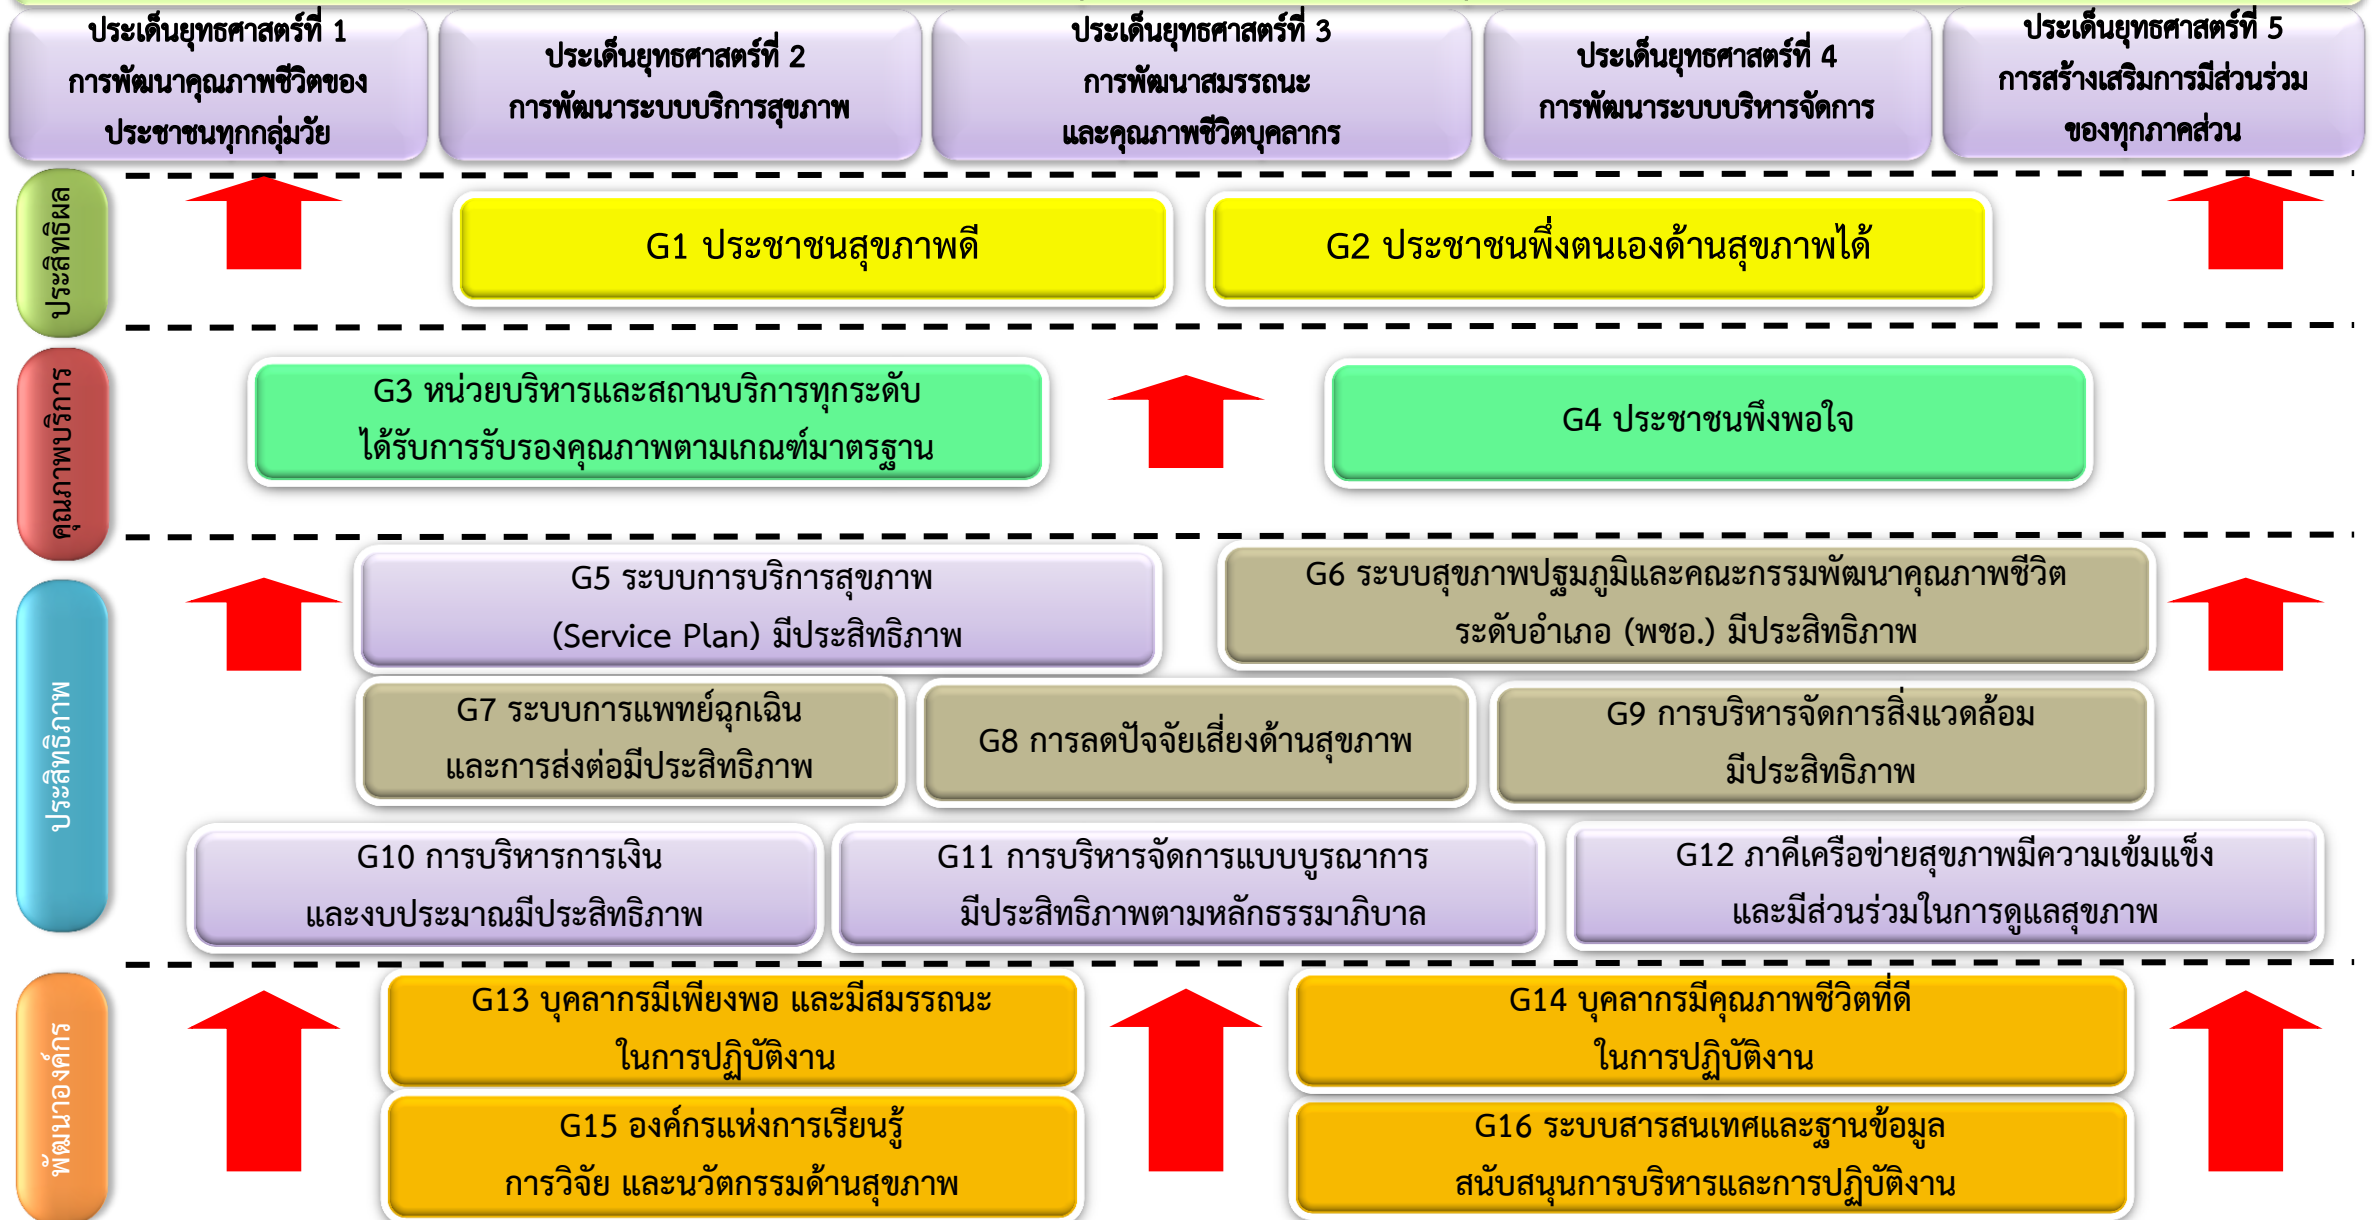 ประเด็นยุทธศาสตร์ที่ 1
การพัฒนาคุณภาพชีวิตของ
ประชาชนทุกกลุ่มวัย
ประเด็นยุทธศาสตร์ที่ 2
การพัฒนาระบบบริการสุขภาพ
ประเด็นยุทธศาสตร์ที่ 3
การพัฒนาสมรรถนะ
และคุณภาพชีวิตบุคลากร
ประเด็นยุทธศาสตร์ที่ 4
การพัฒนาระบบบริหารจัดการ
ประเด็นยุทธศาสตร์ที่ 5
การสร้างเสริมการมีส่วนร่วม
ของทุกภาคส่วน
ประสิทธิผล
G1 ประชาชนสุขภาพดี
G2 ประชาชนพึ่งตนเองด้านสุขภาพได้
คุณภาพบริการ
G3 หน่วยบริหารและสถานบริการทุกระดับ
ได้รับการรับรองคุณภาพตามเกณฑ์มาตรฐาน
G4 ประชาชนพึงพอใจ
ประสิทธิภาพ
G5 ระบบการบริการสุขภาพ
(Service Plan) มีประสิทธิภาพ
G6 ระบบสุขภาพปฐมภูมิและคณะกรรมพัฒนาคุณภาพชีวิต
ระดับอำเภอ (พชอ.) มีประสิทธิภาพ
G7 ระบบการแพทย์ฉุกเฉิน
และการส่งต่อมีประสิทธิภาพ
G8 การลดปัจจัยเสี่ยงด้านสุขภาพ
G9 การบริหารจัดการสิ่งแวดล้อม
มีประสิทธิภาพ
G10 การบริหารการเงิน
และงบประมาณมีประสิทธิภาพ
G11 การบริหารจัดการแบบบูรณาการ
มีประสิทธิภาพตามหลักธรรมาภิบาล
G12 ภาคีเครือข่ายสุขภาพมีความเข้มแข็ง
และมีส่วนร่วมในการดูแลสุขภาพ
พัฒนาองค์กร
G13 บุคลากรมีเพียงพอ และมีสมรรถนะ
ในการปฏิบัติงาน
G14 บุคลากรมีคุณภาพชีวิตที่ดี
ในการปฏิบัติงาน
G15 องค์กรแห่งการเรียนรู้
การวิจัย และนวัตกรรมด้านสุขภาพ
G16 ระบบสารสนเทศและฐานข้อมูล
สนับสนุนการบริหารและการปฏิบัติงาน